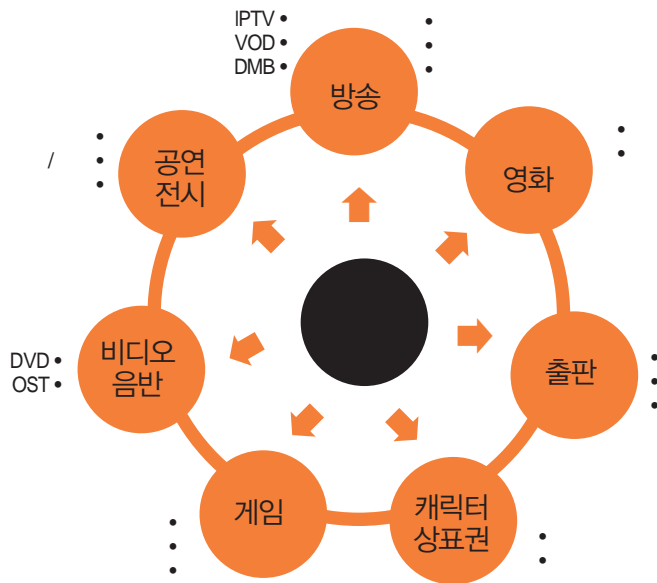 IPTV •
VOD •
DMB •
방송
영화
출판
캐릭터
상표권
게임
DVD •
OST •
비디오
음반
/
공연
전시